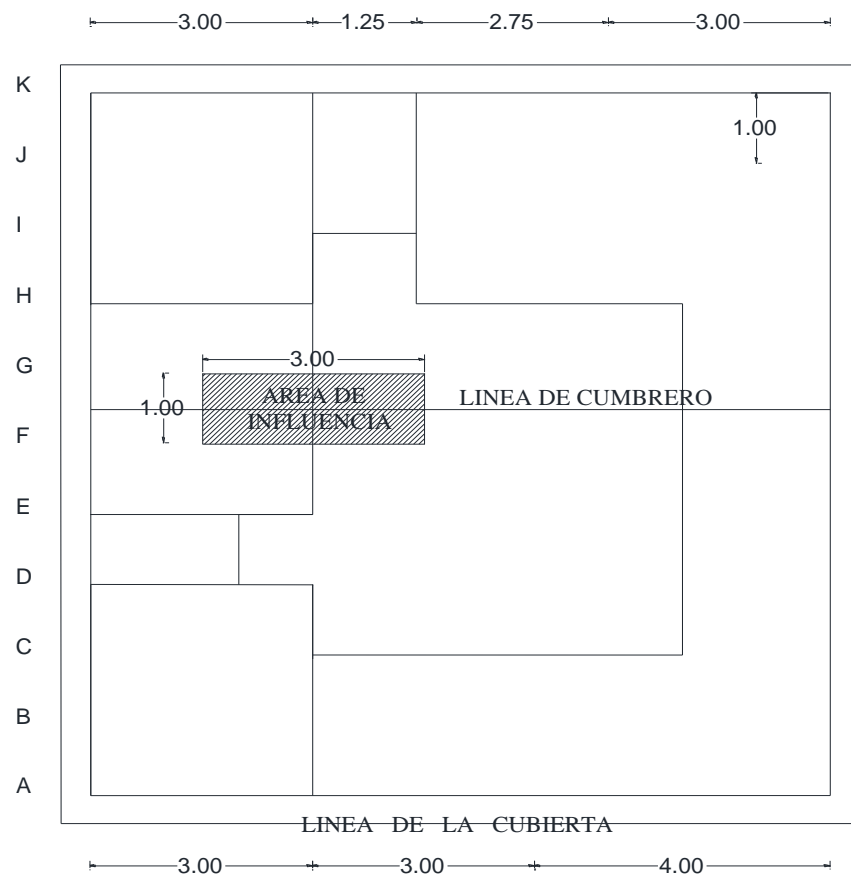 3.00 1.25 2.75 3.00
K
1.00
J
I
H
G
3.00
AREA DE
LINEA DE CUMBRERO
1.00
INFLUENCIA
F
E
D
C
B
A
LINEA DE LA CUBIERTA
3.00 3.00 4.00